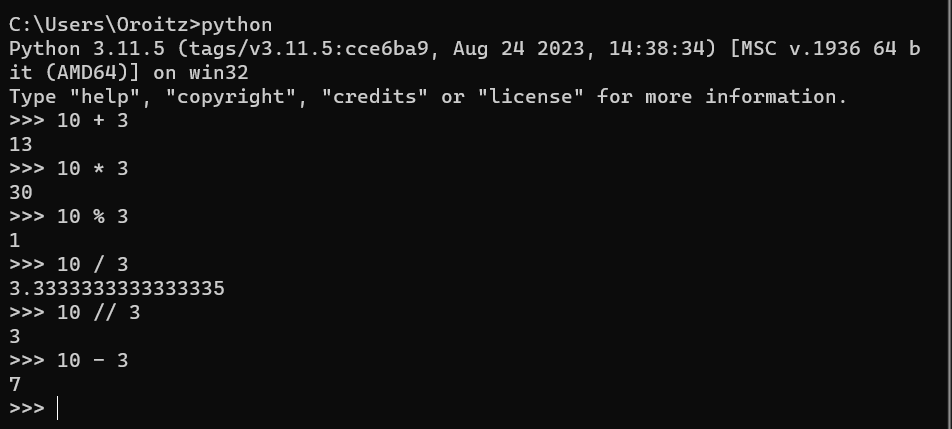 C:\Users\Oroitz>python
Python 3.11.5 (tags/v3.11.5:cce6ba9, Aug 24 2023, 14:38:34) [MSC v.1936 64 b
it (AMD64)] on win32
Type "help", "copyright", "credits" or "license" for more information.
>>> 10 + 3
13
>>> 10 * 3
30
>>> 10 % 3
1
>>> 10 / 3
3.3333333333333335
>>> 10 // 3
3
>>> 10 - 3
7
>>>